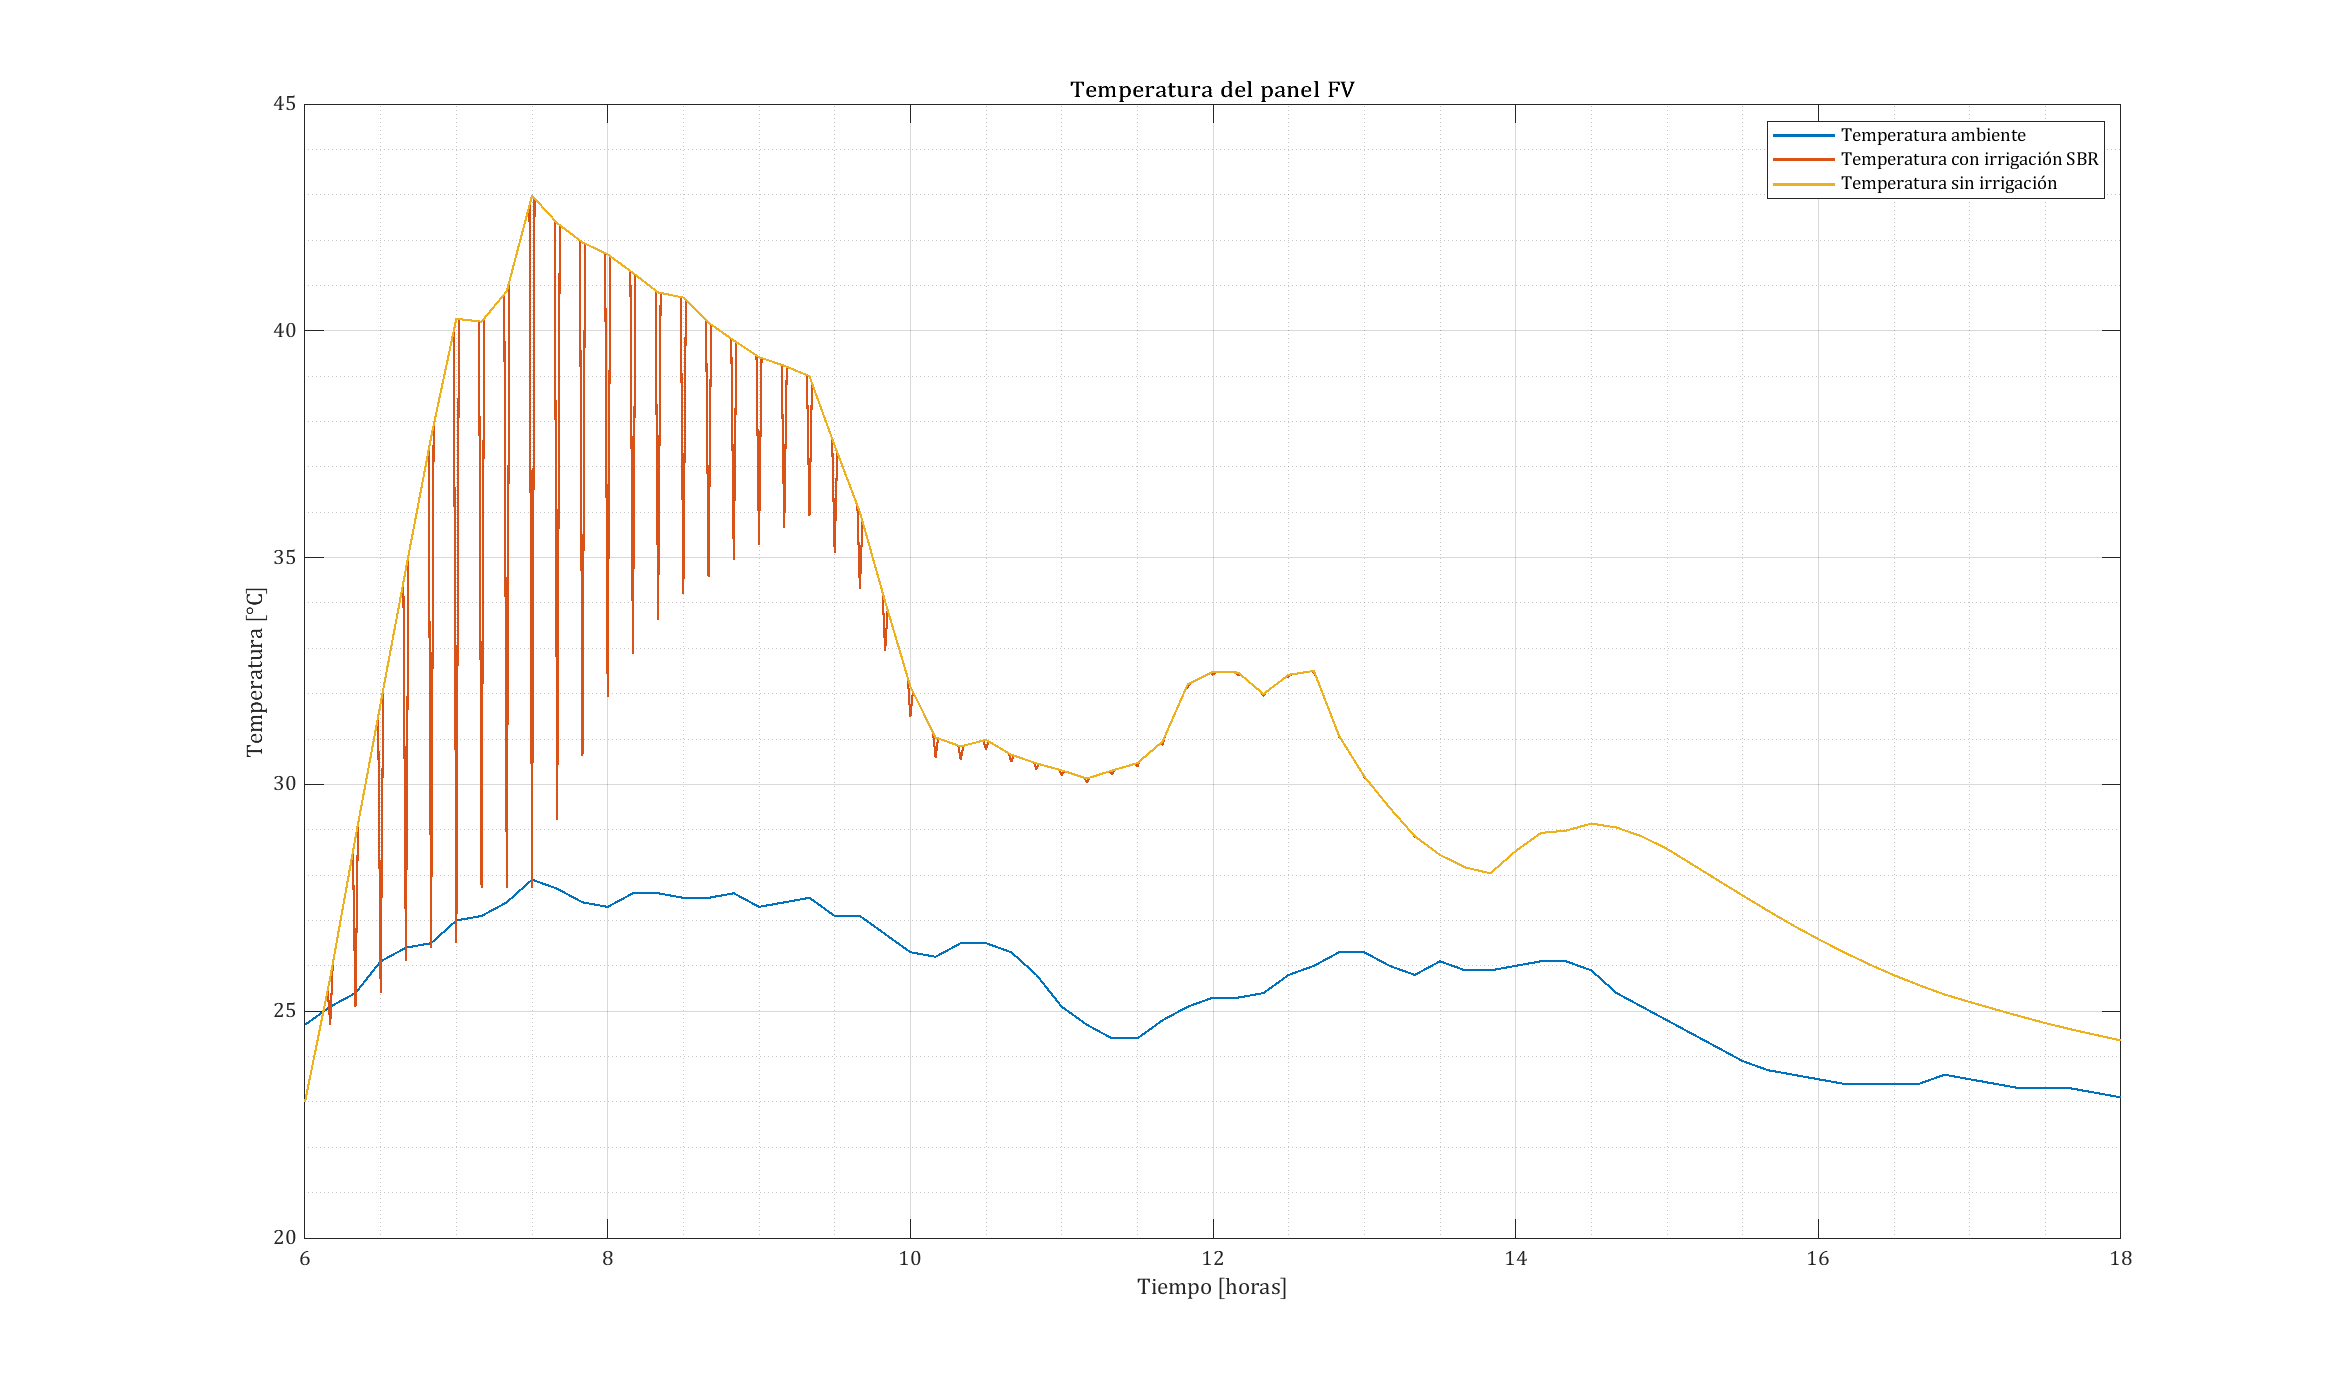 Temperatura del panel FV
Temperatura ambiente
Temperatura con irrigación SBR
Temperatura sin irrigación
45
40
35
30
25
20
Temperatura [°C]
6 8 10 12 14 16 18
Tiempo [horas]